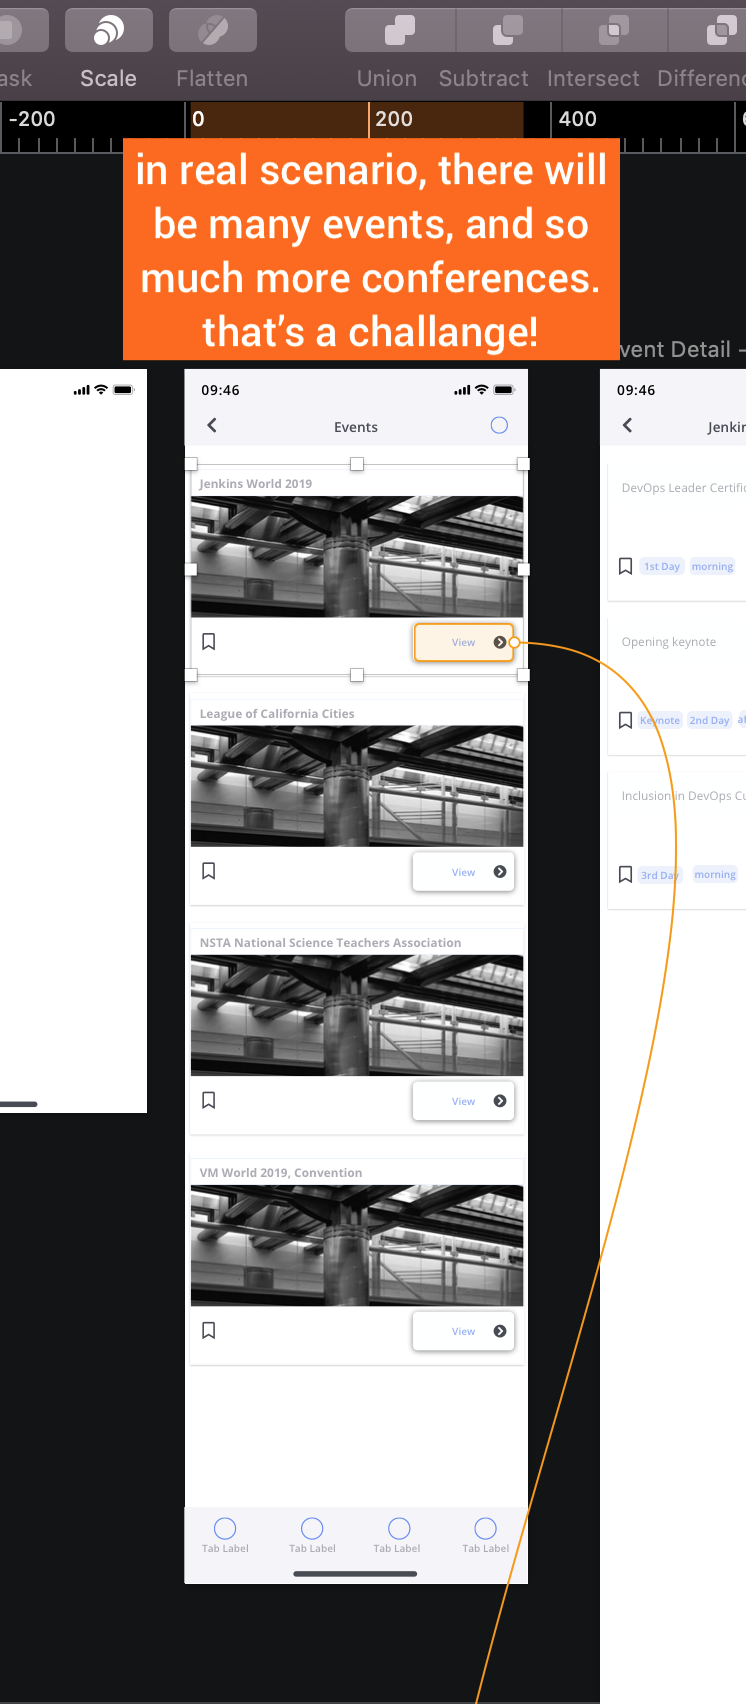 ask Scale Flatten Union Subtract Intersect Differen
-200 0 200 400 6
in real scenario, there will
be many events, and so
much more conferences.
that's a challange!
vent Detail -
09:46
Events
Jenkins World 2019
View
League of California Cities
View
NSTA National Science Teachers Association
View
VM World 2019, Convention
View
Tab Label Tab Label Tab Label Tab Label
09:46
Jenkin
DevOps Leader Certific
1st Day morning
Opening keynote
Keynote 2nd Day af
Inclusion in DevOps Cu
3rd Day morning